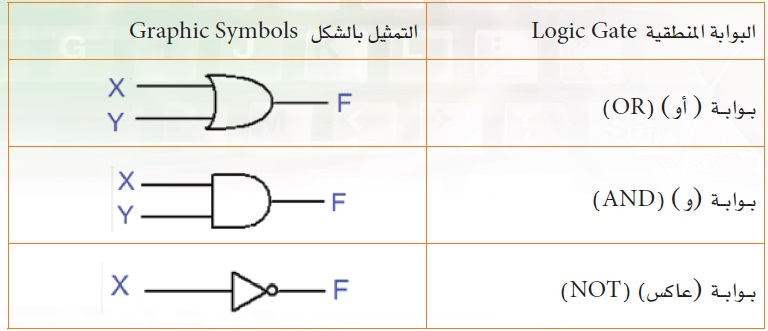 البوابة المنطقية Logic Gate
التمثيل بالشكل Graphic Symbols
بوابة (أو) (OR)
X
Y
F
بوابة (و) (AND)
X
Y
F
بوابة (عاكس) (NOT)
X
F